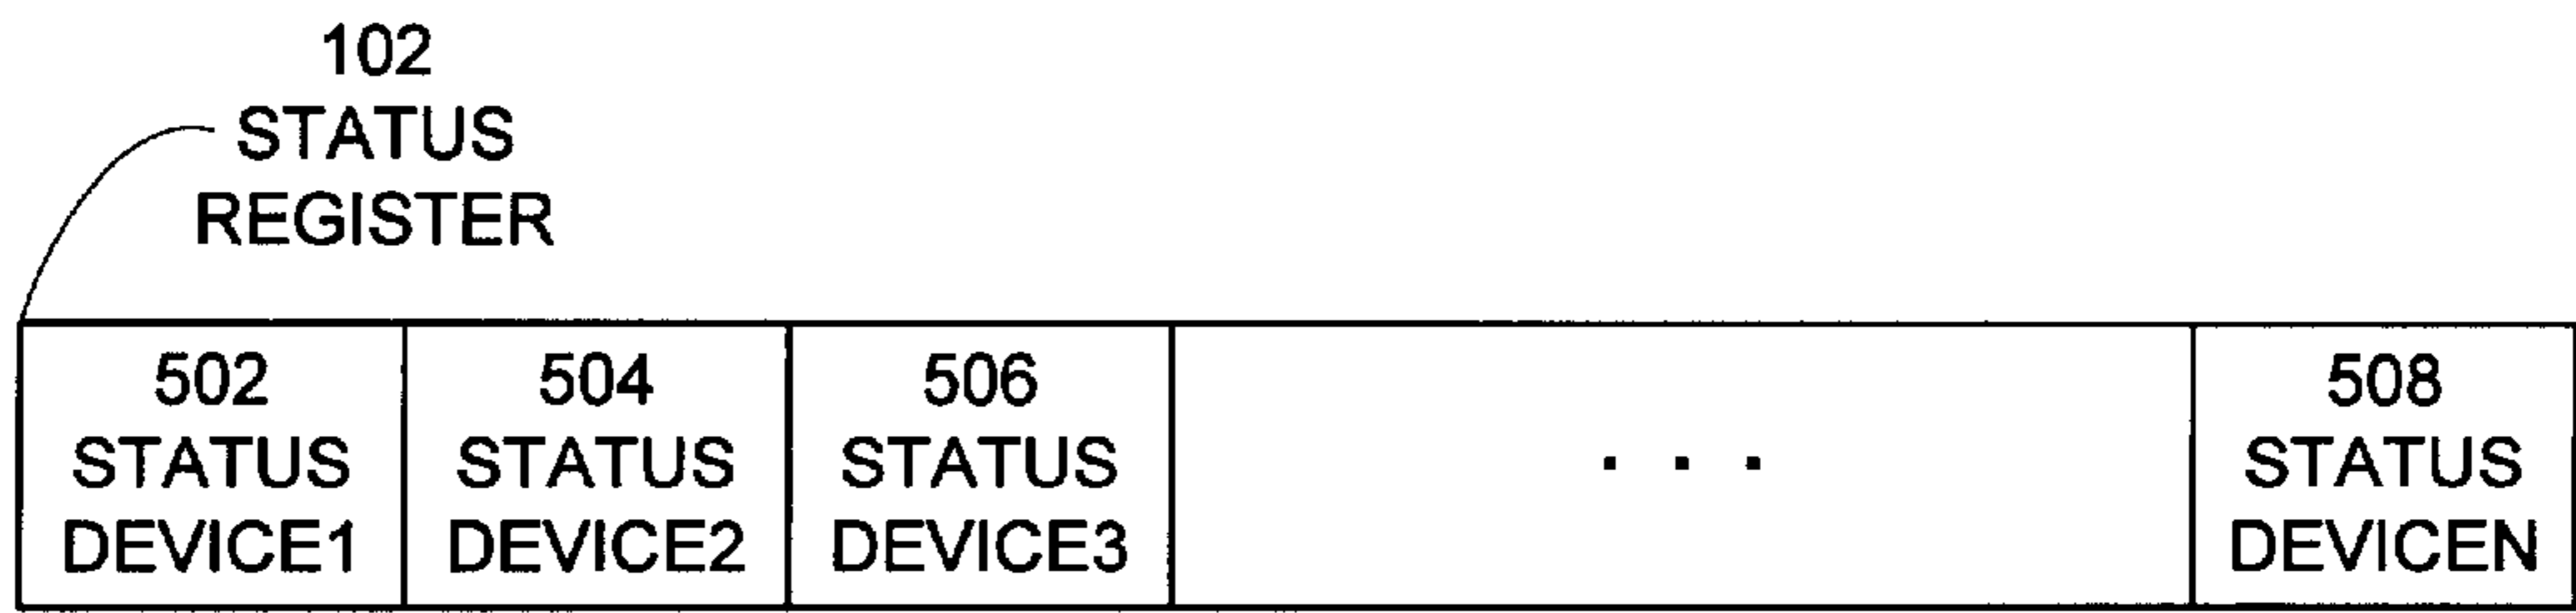 102
STATUS
REGISTER
502
STATUS
DEVICE1
504
STATUS
DEVICE2
506
STATUS
DEVICE3
. . .
508
STATUS
DEVICEN